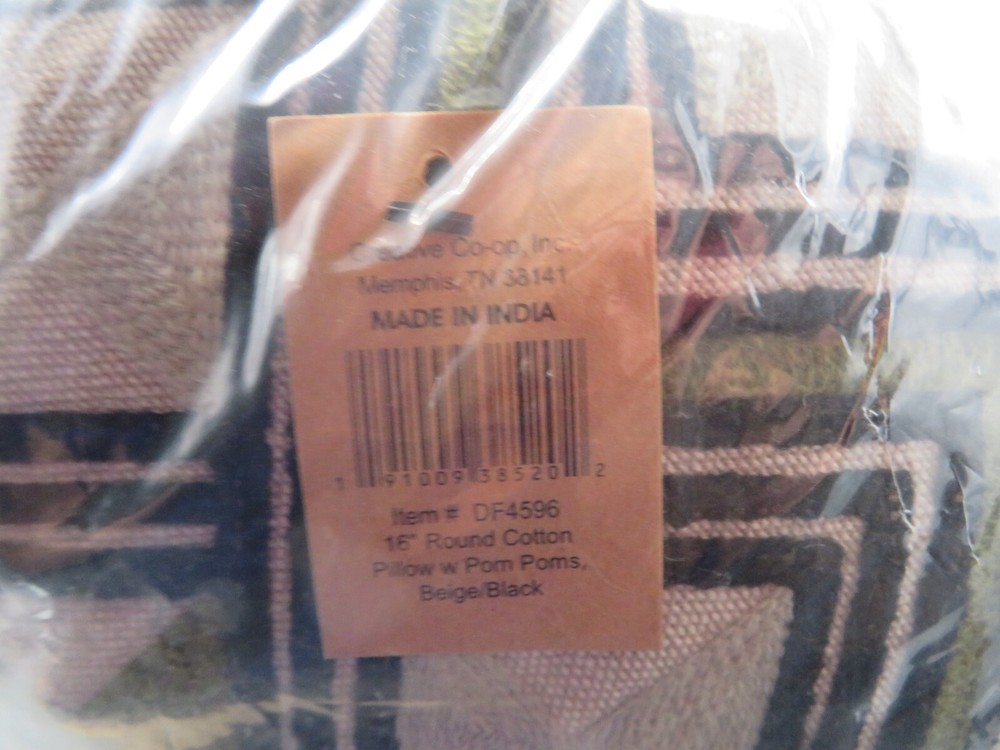 Creative Co-op, Inc.
Memphis, TN 38141
MADE IN INDIA
1 91009 38520 2
Item # DF4596
16" Round Cotton
Pillow w Pom Poms,
Beige/Black